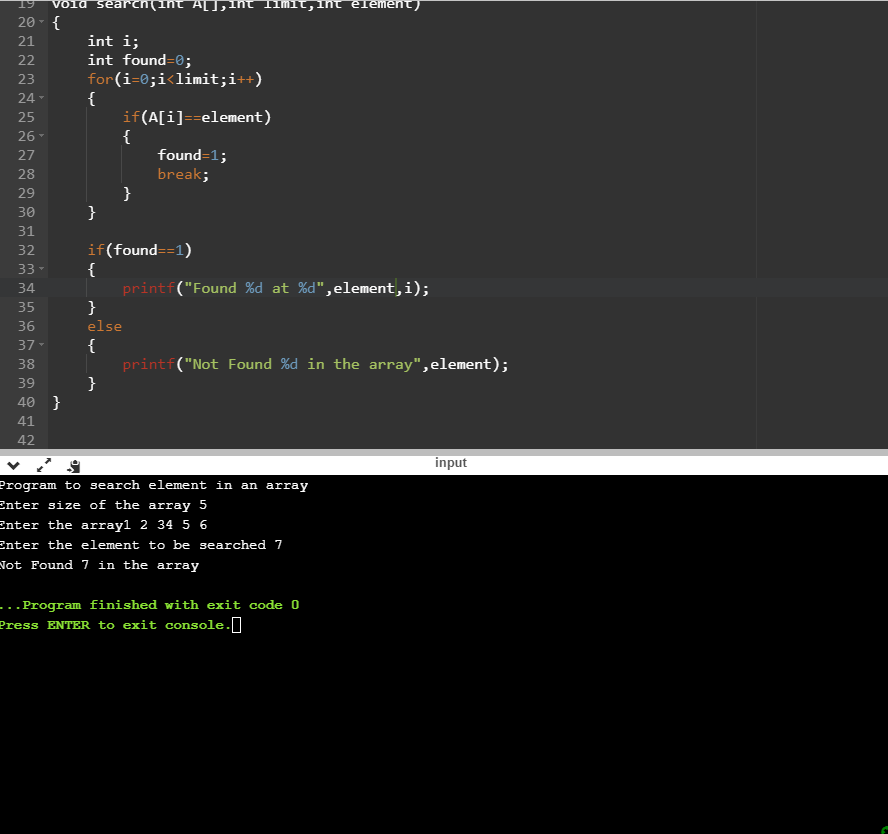 19 void search(int A[],int limit,int element)
20 {
21 int i;
22 int found=0;
23 for(i=0;i<limit;i++)
24 {
25 if(A[i]==element)
26 {
27 found=1;
28 break;
29 }
30 }
31
32 if(found==1)
33 {
34 printf("Found %d at %d",element,i);
35 }
36 else
37 {
38 printf("Not Found %d in the array",element);
39 }
40 }
41
42
input
Program to search element in an array
Enter size of the array 5
Enter the array1 2 34 5 6
Enter the element to be searched 7
Not Found 7 in the array
...Program finished with exit code 0
Press ENTER to exit console.